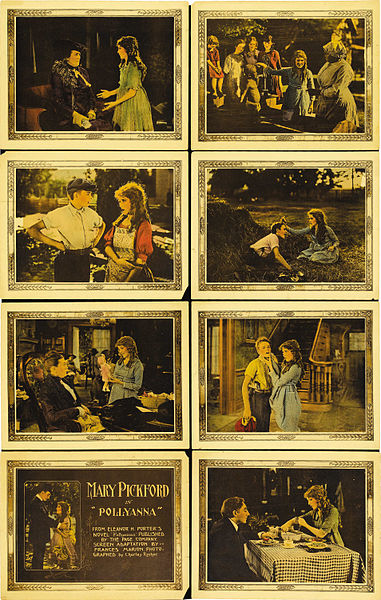 MARY PICKFORD
in
"POLLYANNA"
FROM ELEANOR H. PORTER'S
NOVEL Pollyanna PUBLISHED
BY THE PAGE COMPANY.
SCREEN ADAPTATION BY
FRANCES MARION PHOTO-
GRAPHED by Charles Rosher